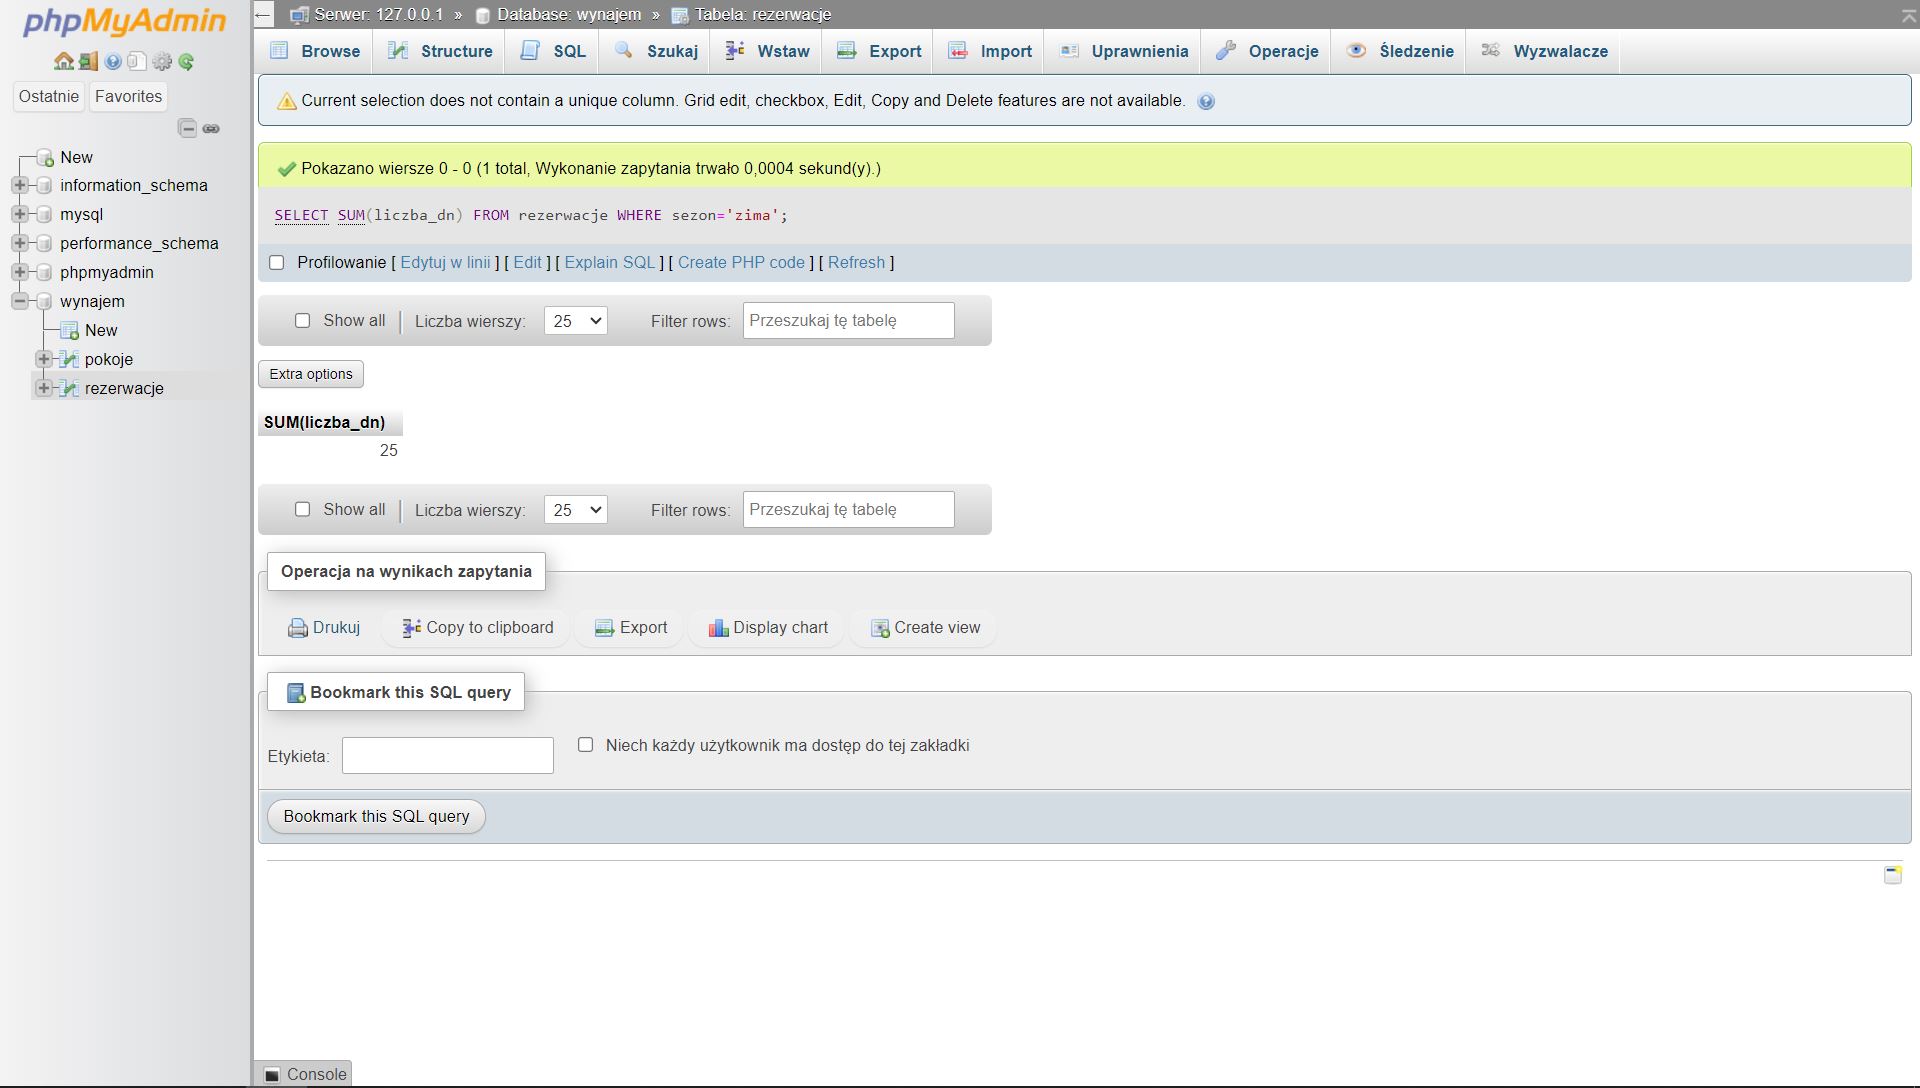 phpMyAdmin
Ostatnie Favorites
New
information_schema
mysql
performance_schema
phpmyadmin
wynajem
New
pokoje
rezerwacje
Serwer: 127.0.0.1 » Database: wynajem » Tabela: rezerwacje
Browse Structure SQL Szukaj Wstaw Export Import Uprawnienia Operacje Śledzenie Wyzwalacze
Current selection does not contain a unique column. Grid edit, checkbox, Edit, Copy and Delete features are not available.
Pokazano wiersze 0 - 0 (1 total, Wykonanie zapytania trwało 0,0004 sekund(y).)
SELECT SUM(liczba_dn) FROM rezerwacje WHERE sezon='zima';
Profilowanie [ Edytuj w linii ] [ Edit ] [ Explain SQL ] [ Create PHP code ] [ Refresh ]
Show all | Liczba wierszy: 25 Filter rows: Przeszukaj tę tabelę
Extra options
SUM(liczba_dn)
25
Show all | Liczba wierszy: 25 Filter rows: Przeszukaj tę tabelę
Operacja na wynikach zapytania
Drukuj Copy to clipboard Export Display chart Create view
Bookmark this SQL query
Etykieta: Niech każdy użytkownik ma dostęp do tej zakładki
Bookmark this SQL query
Console